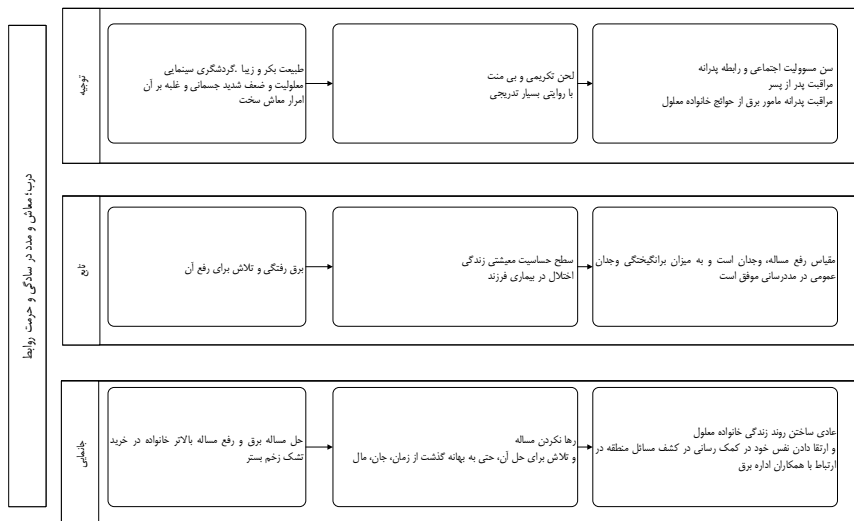 درب؛ معاش و مدد در سادگی و حرمت روابط
توجیه
طبیعت بکر و زیبا .گردشگری سینمایی
معلولیت و ضعف شدید جسمانی و غلبه بر آن
امرار معاش سخت
لحن تکریمی و بی منت
با روایتی بسیار تدریجی
سن مسوولیت اجتماعی و رابطه پدرانه
مراقبت پدر از پسر
مراقبت پدرانه مامور برق از حوائج خانواده معلول
تابع
برق رفتگی و تلاش برای رفع آن
سطح حساسیت معیشتی زندگی
اختلال در بیماری فرزند
مقیاس رفع مساله، وجدان است و به میزان برانگیختگی وجدان
عمومی در مددرسانی موفق است
جانمایی
حل مساله برق و رفع مساله بالاتر خانواده در خرید
تشک زخم بستر
رها نکردن مساله
و تلاش برای حل آن، حتی به بهانه گذشت از زمان، جان، مال
عادی ساختن روند زندگی خانواده معلول
و ارتقا دادن نفس خود در کمک رسانی در کشف مسائل منطقه در
ارتباط با همکاران اداره برق